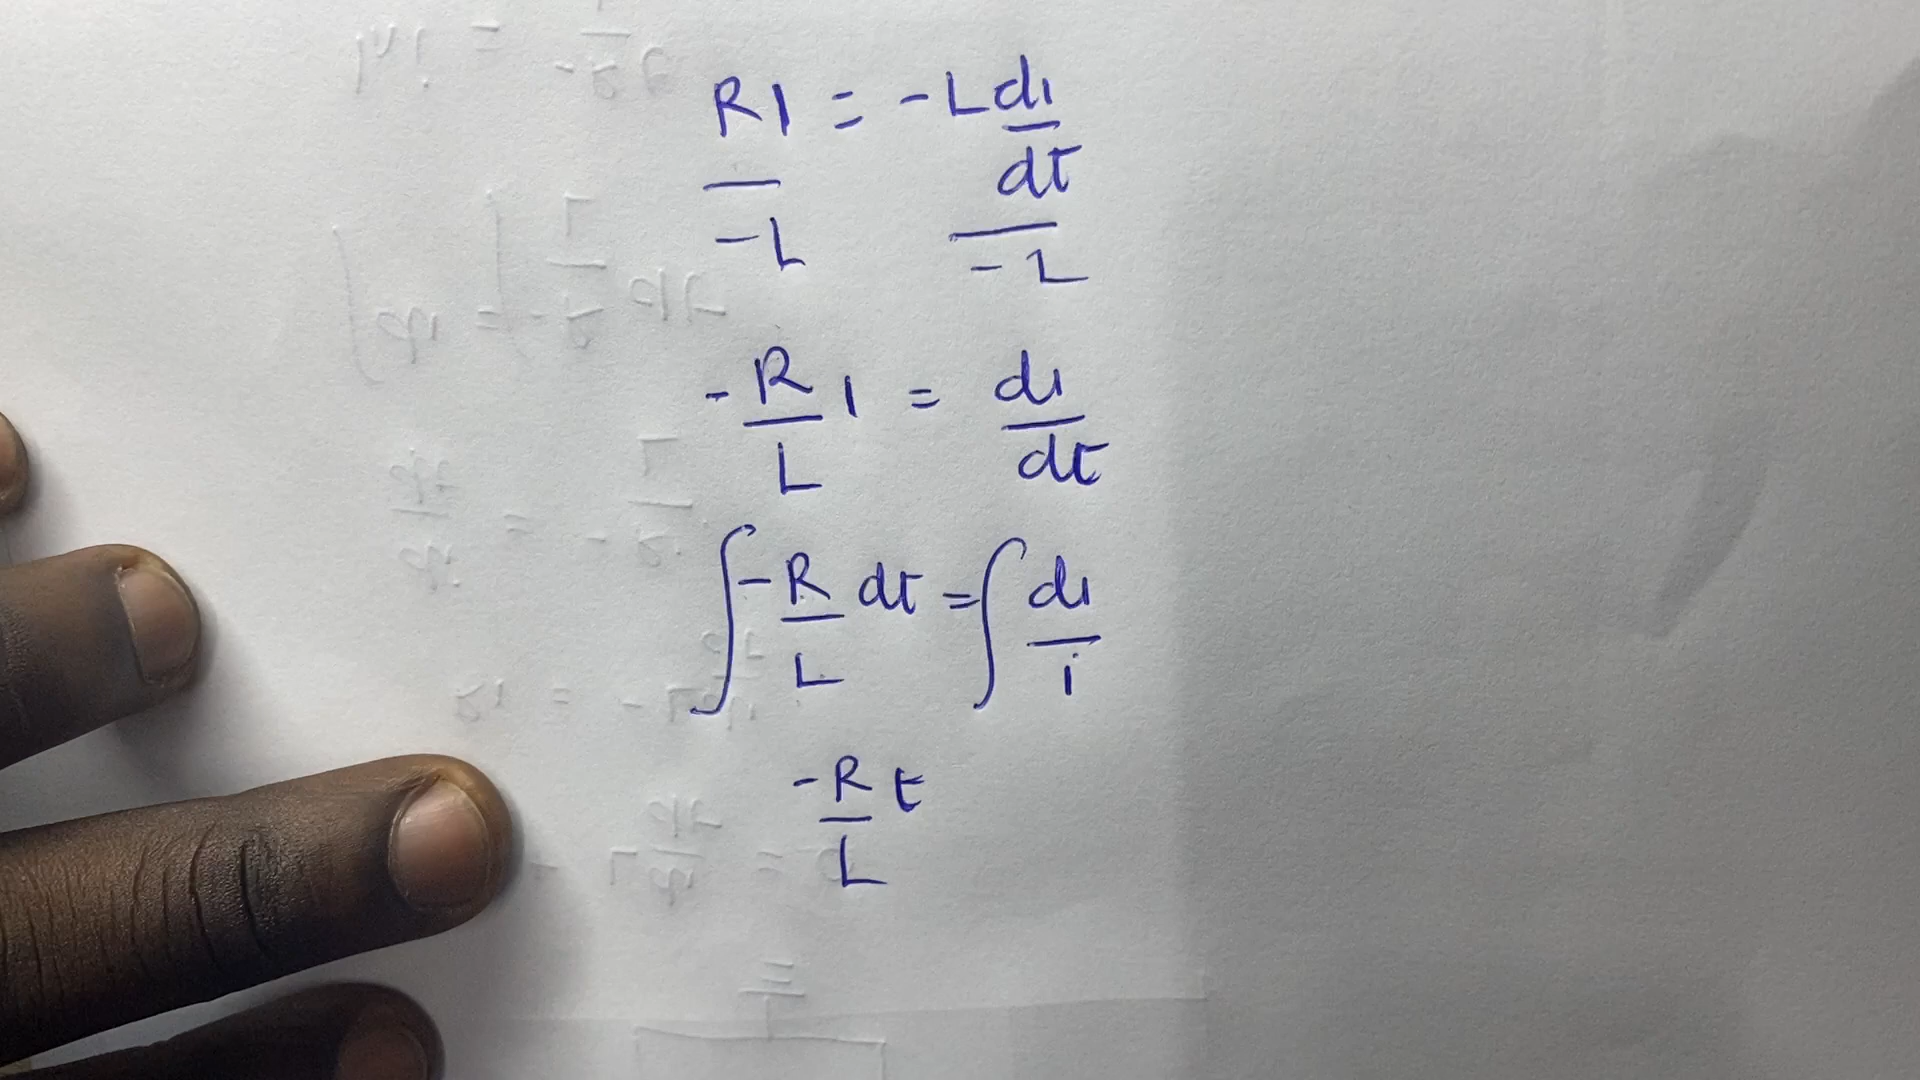 RI = -L di
dt
-L -L
-R I = di
L dt
∫ -R dt = ∫ di
L i
-R t
L